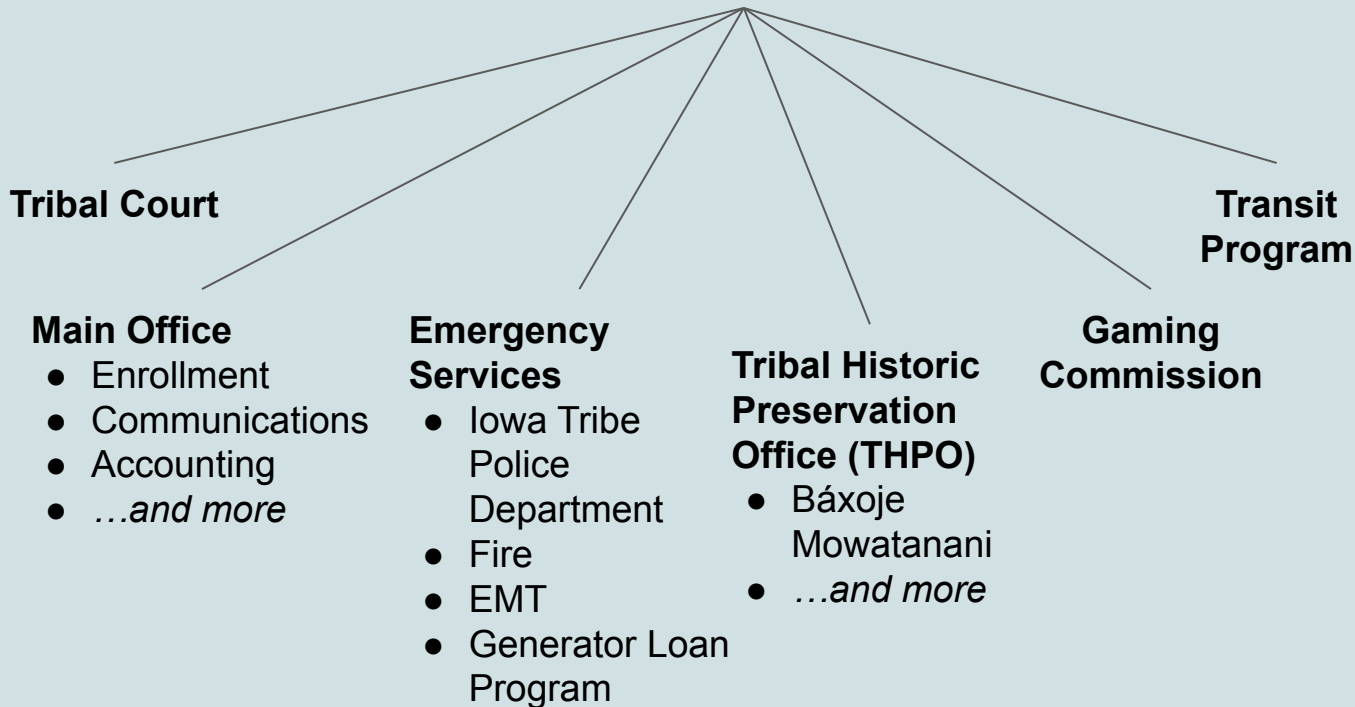 Tribal Court
Transit
Program
Main Office
● Enrollment
● Communications
● Accounting
● …and more
Emergency
Services
● Iowa Tribe
Police
Department
● Fire
● EMT
● Generator Loan
Program
Tribal Historic
Preservation
Office (THPO)
● Báxoje
Mowatanani
● …and more
Gaming
Commission